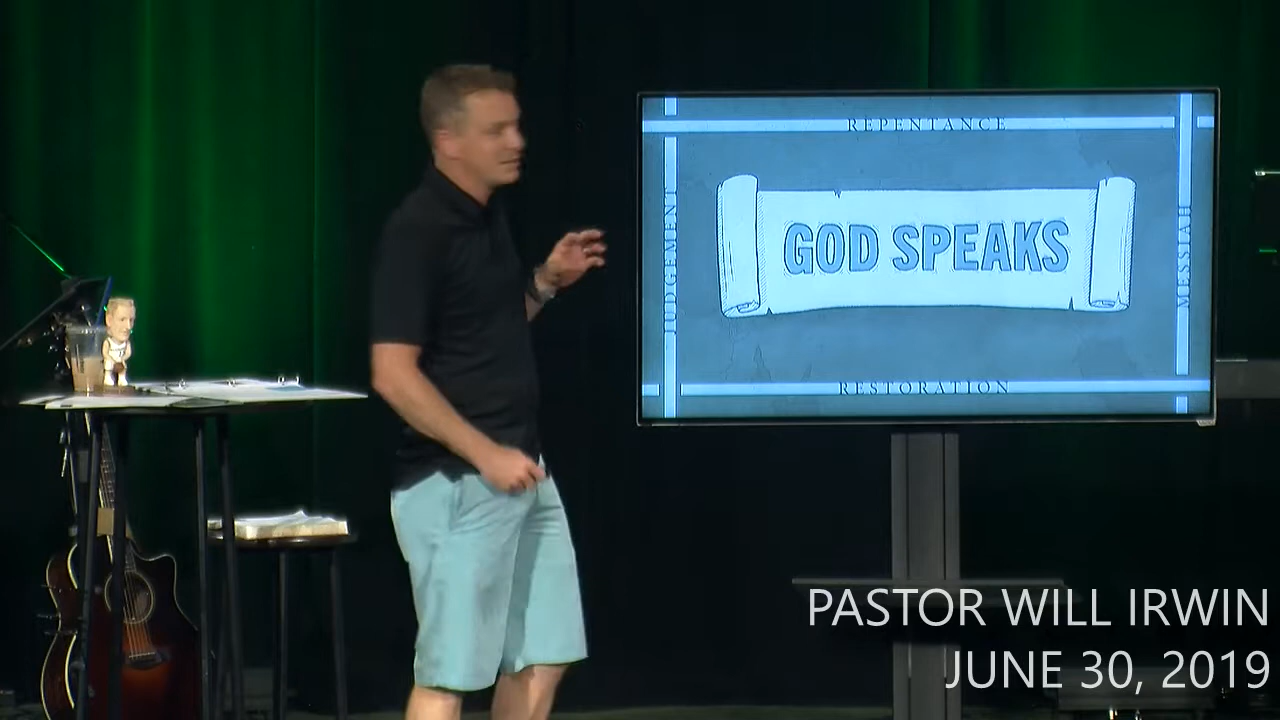 REPENTANCE
JUDGEMENT
GOD SPEAKS
MESSIAH
RESTORATION
PASTOR WILL IRWIN
JUNE 30, 2019